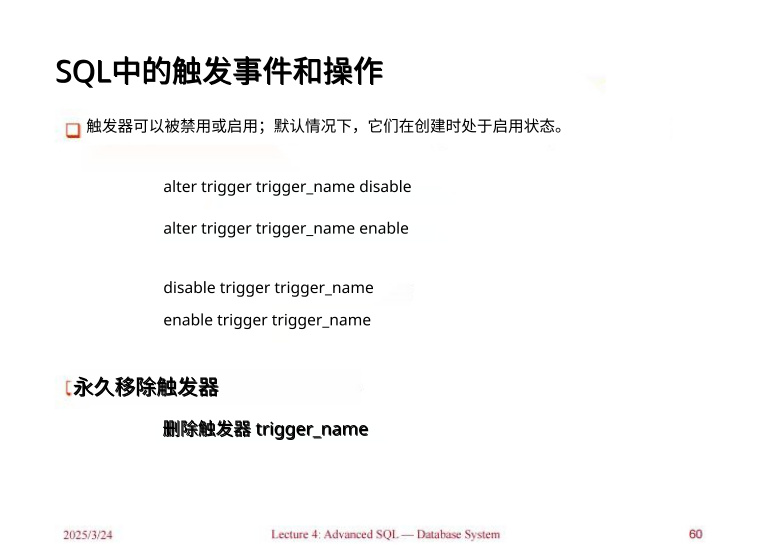 SQL中的触发事件和操作
触发器可以被禁用或启用；默认情况下，它们在创建时处于启用状态。
alter trigger trigger_name disable
alter trigger trigger_name enable
disable trigger trigger_name
enable trigger trigger_name
永久移除触发器
删除触发器 trigger_name
2025/3/24 Lecture 4: Advanced SQL — Database System 60